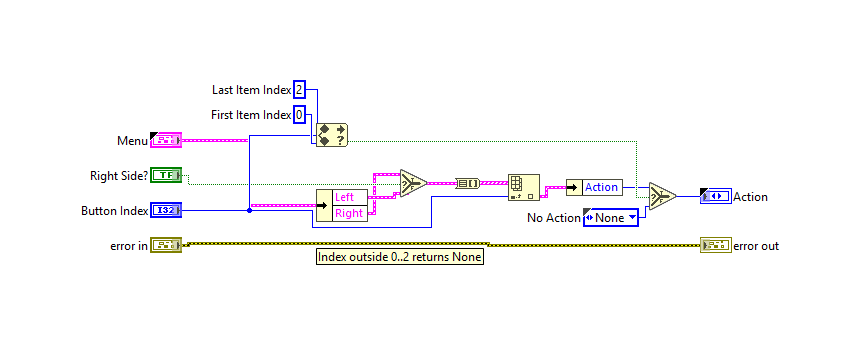 Last Item Index 2
First Item Index 0
Menu
Right Side? TF
Left
Right
Action
Button Index I32
No Action None
Action
error in
error out
Index outside 0..2 returns None